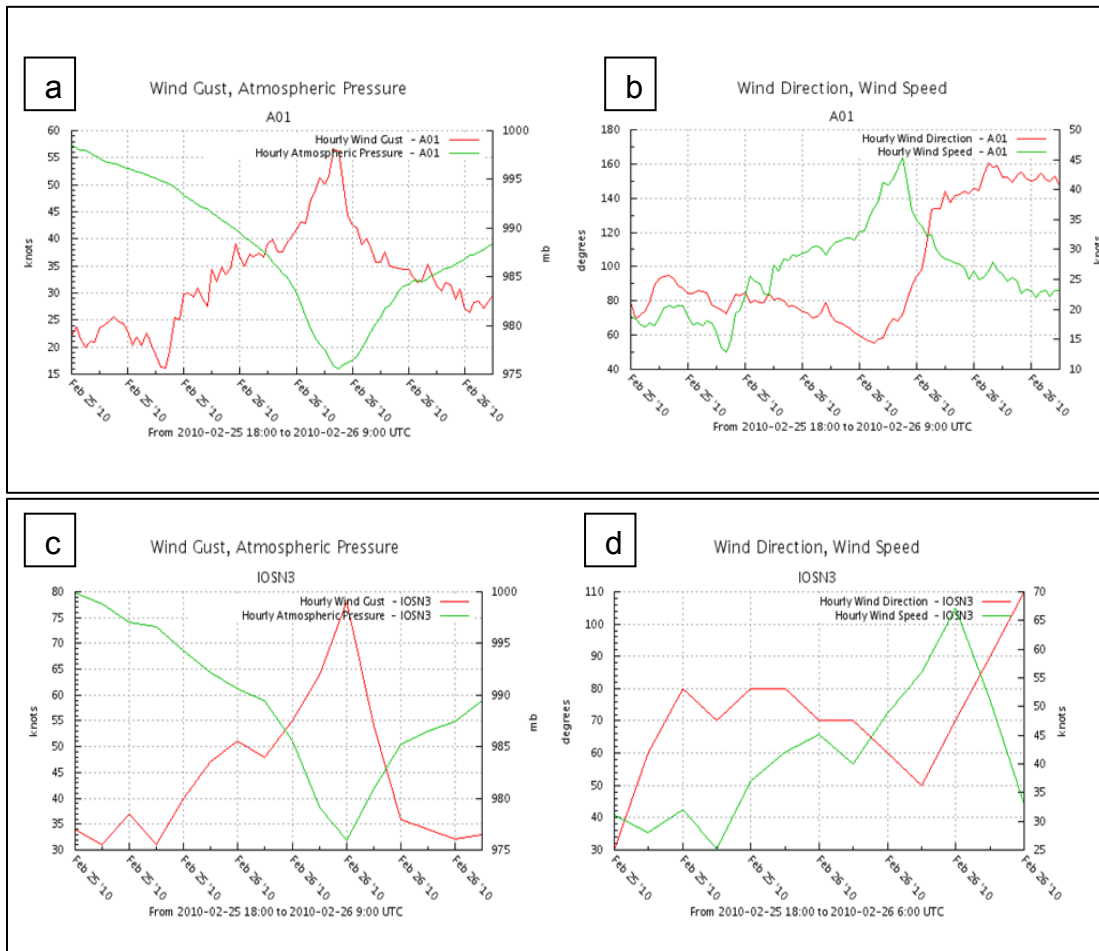 a
Wind Gust, Atmospheric Pressure
A01
Hourly Wind Gust - A01
Hourly Atmospheric Pressure - A01
60
55
50
45
40
35
30
25
20
15
knots
1000
995
990
985
980
975
mb
Feb 25 '10
Feb 25 '10
Feb 25 '10
Feb 26 '10
Feb 26 '10
Feb 26 '10
Feb 26 '10
Feb 26 '10
From 2010-02-25 18:00 to 2010-02-26 9:00 UTC
b
Wind Direction, Wind Speed
A01
Hourly Wind Direction - A01
Hourly Wind Speed - A01
180
160
140
120
100
80
60
40
degrees
50
45
40
35
30
25
20
15
10
knots
Feb 25 '10
Feb 25 '10
Feb 25 '10
Feb 26 '10
Feb 26 '10
Feb 26 '10
Feb 26 '10
Feb 26 '10
From 2010-02-25 18:00 to 2010-02-26 9:00 UTC
c
Wind Gust, Atmospheric Pressure
IOSN3
Hourly Wind Gust - IOSN3
Hourly Atmospheric Pressure - IOSN3
80
75
70
65
60
55
50
45
40
35
30
knots
1000
995
990
985
980
975
mb
Feb 25 '10
Feb 25 '10
Feb 25 '10
Feb 26 '10
Feb 26 '10
Feb 26 '10
Feb 26 '10
Feb 26 '10
From 2010-02-25 18:00 to 2010-02-26 9:00 UTC
d
Wind Direction, Wind Speed
IOSN3
Hourly Wind Direction - IOSN3
Hourly Wind Speed - IOSN3
110
100
90
80
70
60
50
40
30
degrees
70
65
60
55
50
45
40
35
30
25
knots
Feb 25 '10
Feb 25 '10
Feb 25 '10
Feb 26 '10
Feb 26 '10
Feb 26 '10
Feb 26 '10
From 2010-02-25 18:00 to 2010-02-26 6:00 UTC